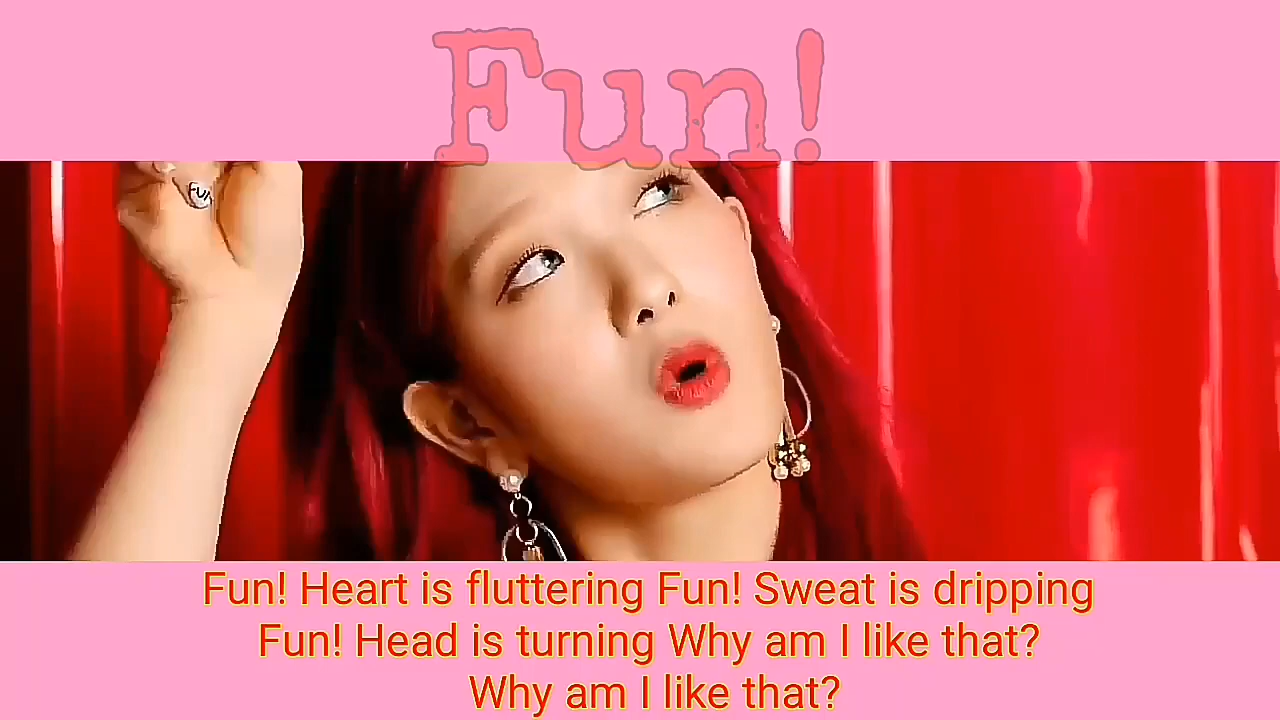 Fun!
Fun
Fun! Heart is fluttering Fun! Sweat is dripping
Fun! Head is turning Why am I like that?
Why am I like that?